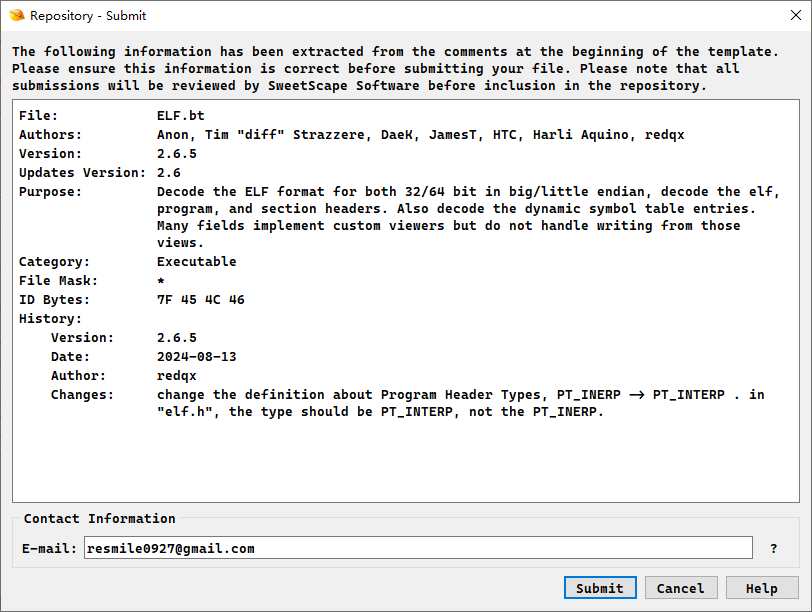 Repository - Submit
The following information has been extracted from the comments at the beginning of the template.
Please ensure this information is correct before submitting your file. Please note that all
submissions will be reviewed by SweetScape Software before inclusion in the repository.
File: ELF.bt
Authors: Anon, Tim "diff" Strazzere, DaeK, JamesT, HTC, Harli Aquino, redqx
Version: 2.6.5
Updates Version: 2.6
Purpose: Decode the ELF format for both 32/64 bit in big/little endian, decode the elf,
program, and section headers. Also decode the dynamic symbol table entries.
Many fields implement custom viewers but do not handle writing from those
views.
Category: Executable
File Mask: *
ID Bytes: 7F 45 4C 46
History:
Version: 2.6.5
Date: 2024-08-13
Author: redqx
Changes: change the definition about Program Header Types, PT_INERP -> PT_INTERP . in
"elf.h", the type should be PT_INTERP, not the PT_INERP.
Contact Information
E-mail: resmile0927@gmail.com ?
Submit Cancel Help